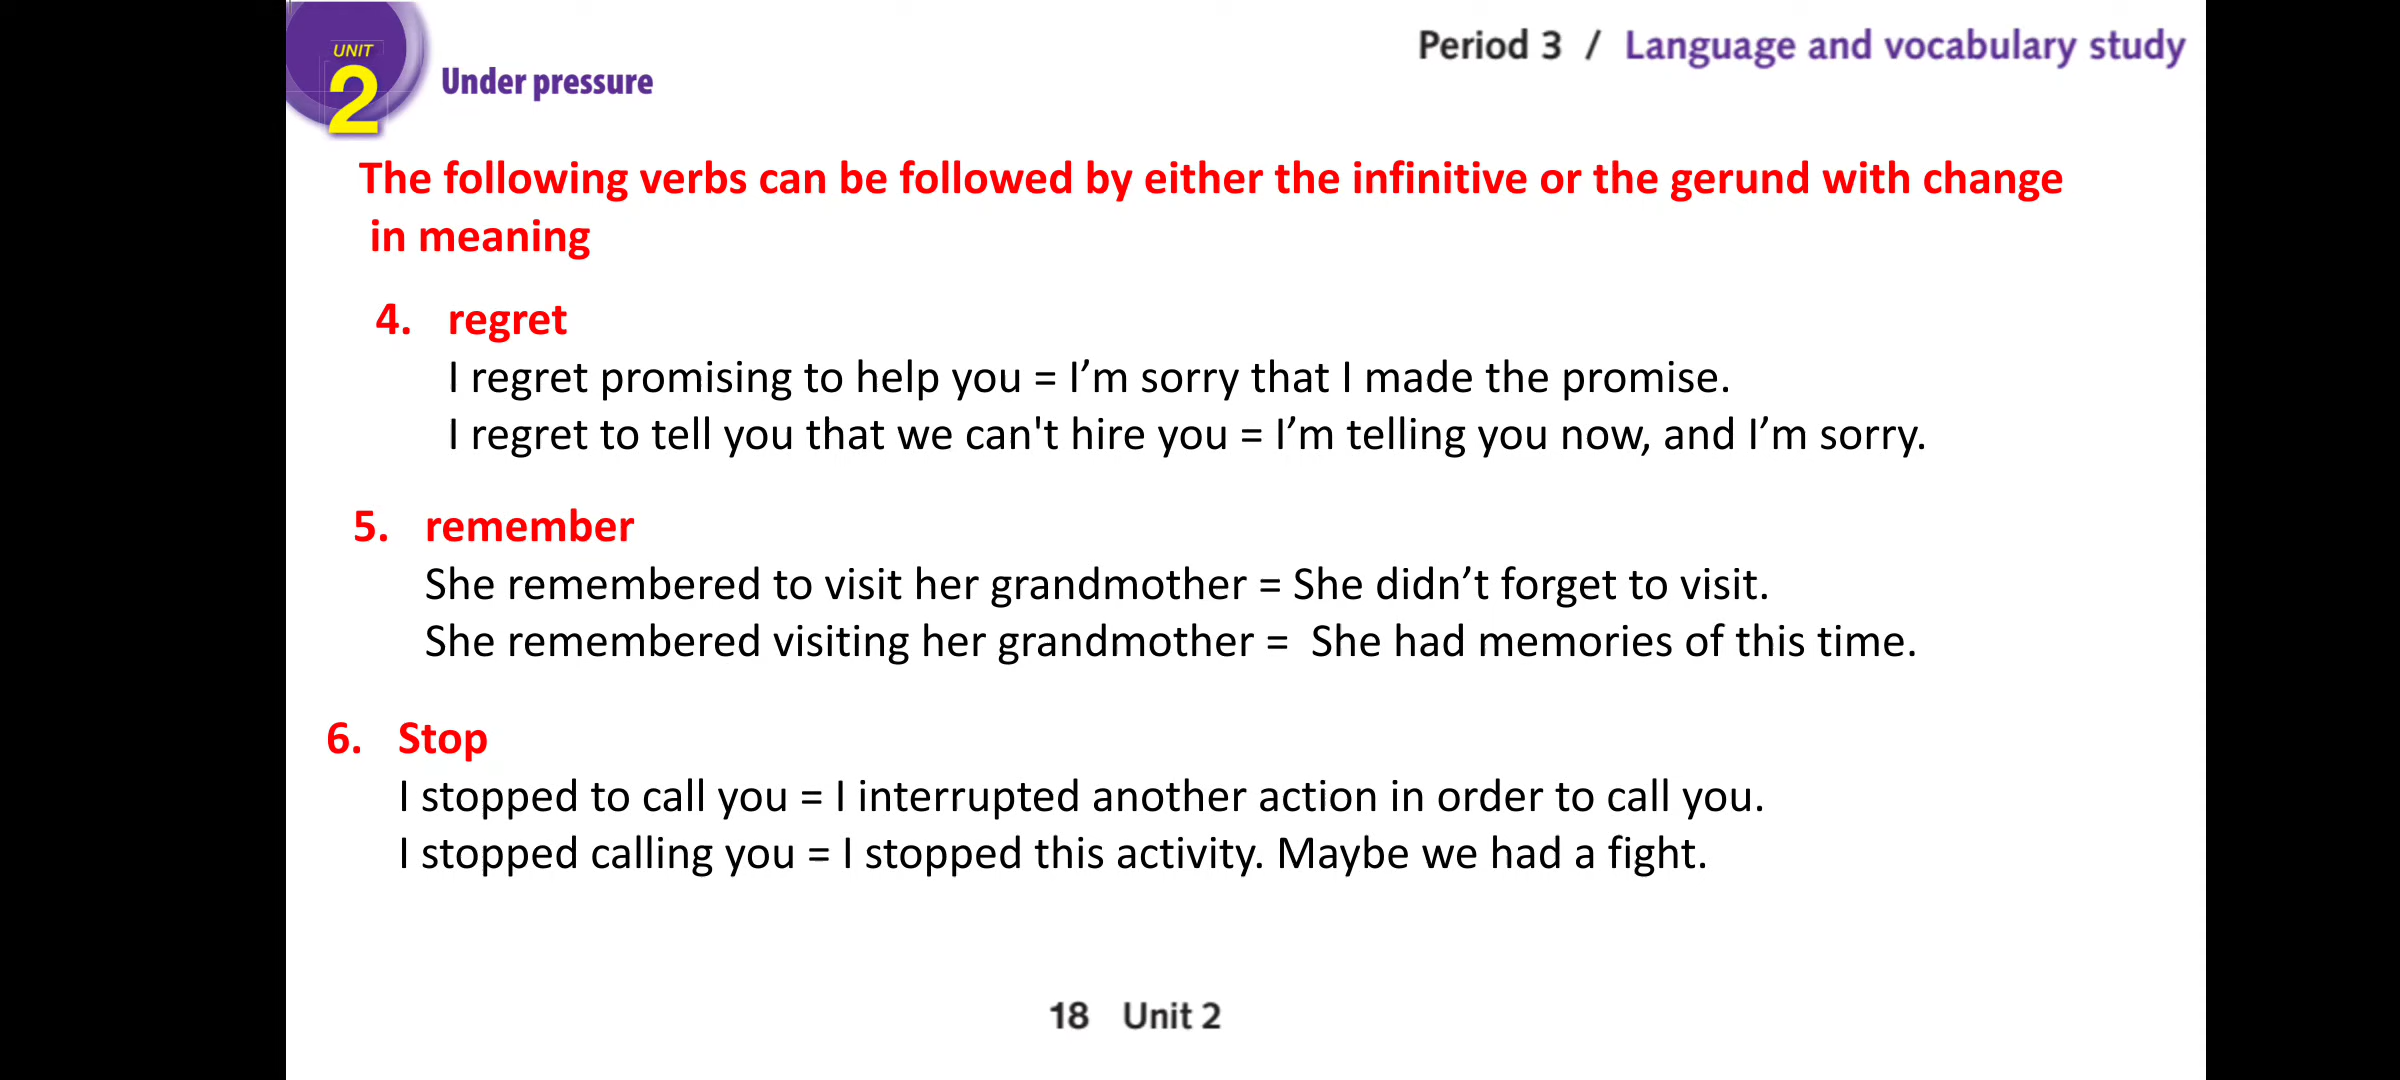 UNIT
2
Under pressure
Period 3 / Language and vocabulary study
The following verbs can be followed by either the infinitive or the gerund with change
in meaning
4. regret
I regret promising to help you = I’m sorry that I made the promise.
I regret to tell you that we can't hire you = I’m telling you now, and I’m sorry.
5. remember
She remembered to visit her grandmother = She didn’t forget to visit.
She remembered visiting her grandmother = She had memories of this time.
6. Stop
I stopped to call you = I interrupted another action in order to call you.
I stopped calling you = I stopped this activity. Maybe we had a fight.
18 Unit 2